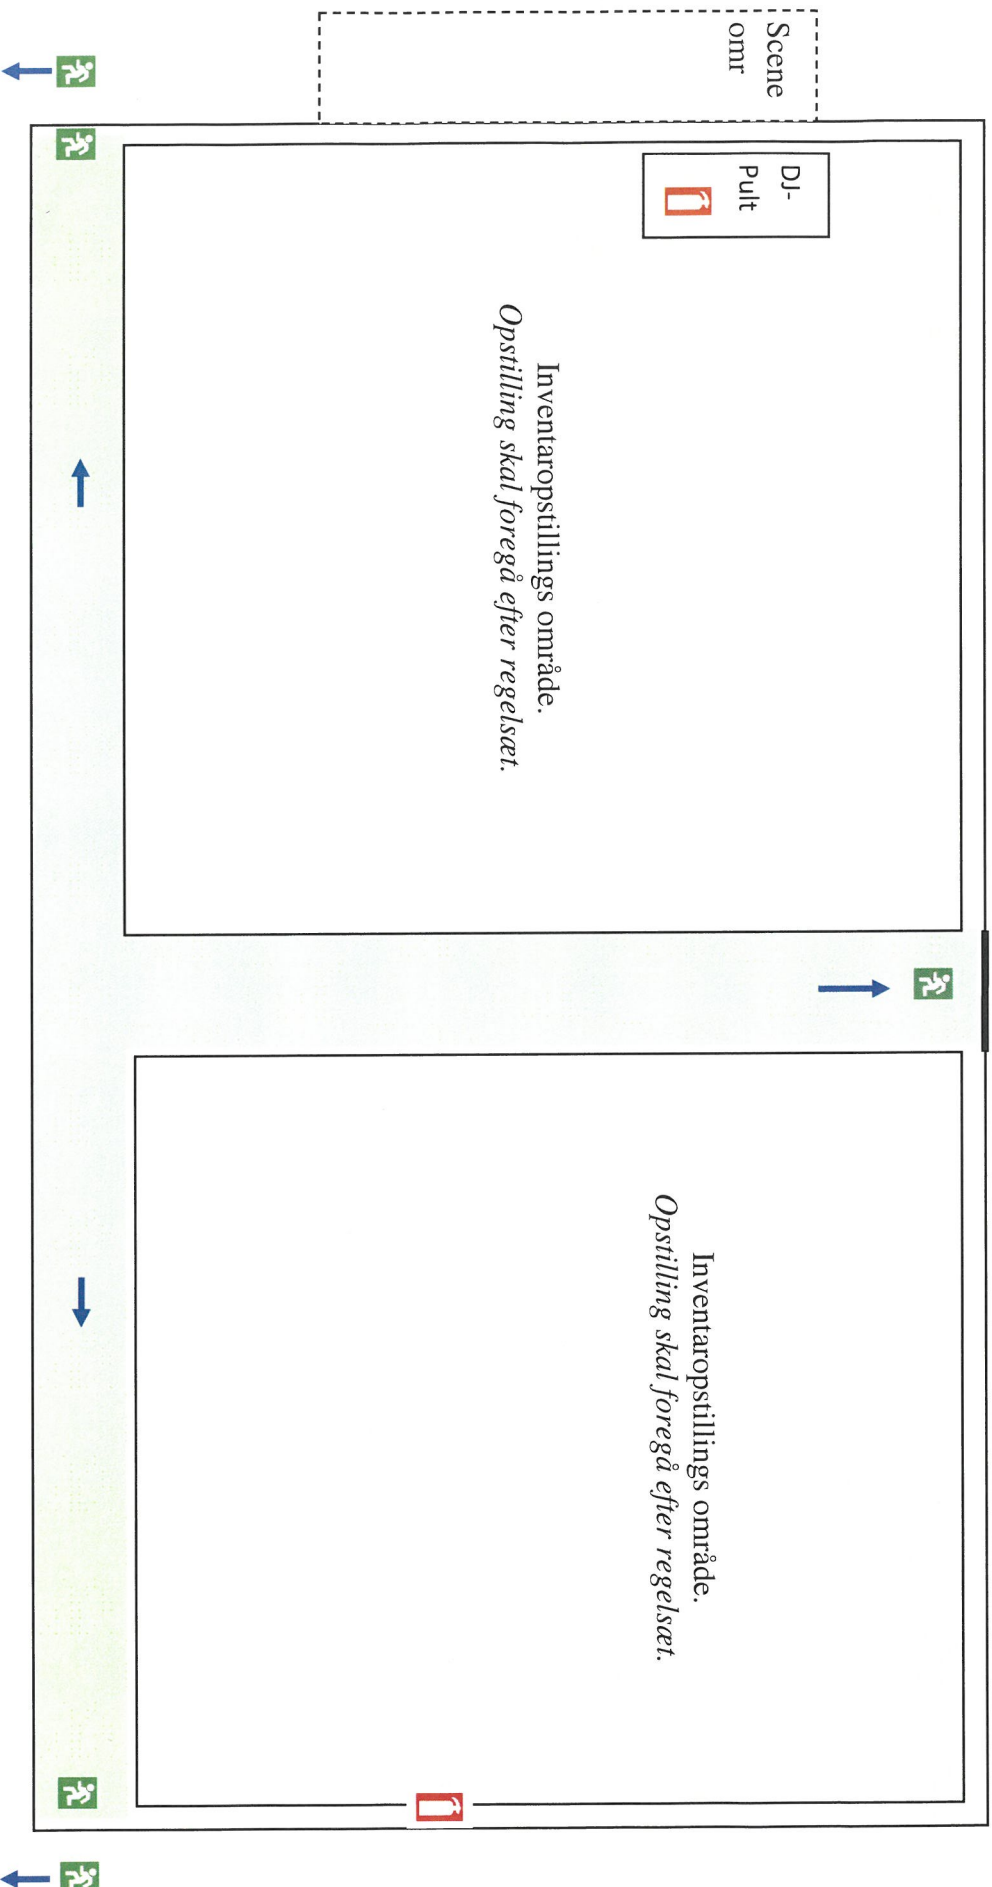 Scene
omr
DJ-
Pult
Inventaropstillings område.
Opstilling skal foregå efter regelsæt.
Inventaropstillings område.
Opstilling skal foregå efter regelsæt.